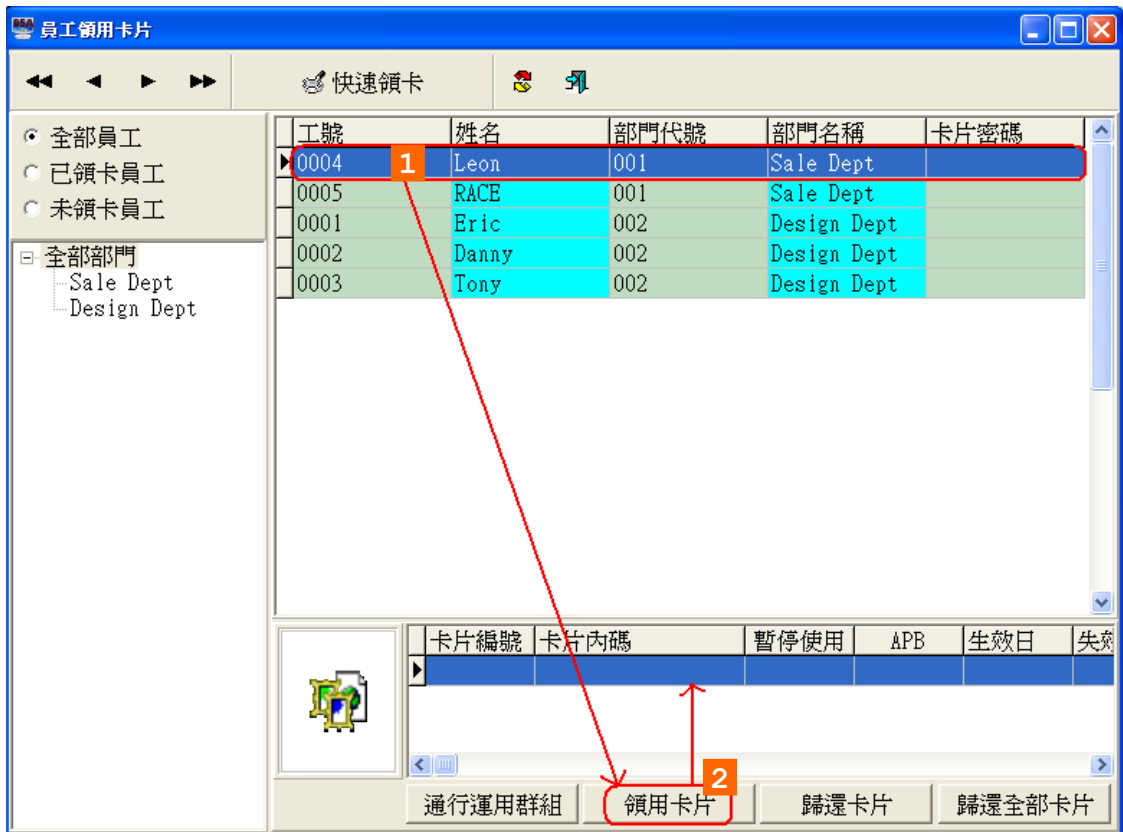 員工領用卡片
快速領卡
全部員工
已領卡員工
未領卡員工
全部部門
Sale Dept
Design Dept
工號 姓名 部門代號 部門名稱 卡片密碼
0004 1 Leon 001 Sale Dept
0005 RACE 001 Sale Dept
0001 Eric 002 Design Dept
0002 Danny 002 Design Dept
0003 Tony 002 Design Dept
卡片編號 卡片內碼 暫停使用 APB 生效日 失效
2
通行運用群組 領用卡片 歸還卡片 歸還全部卡片